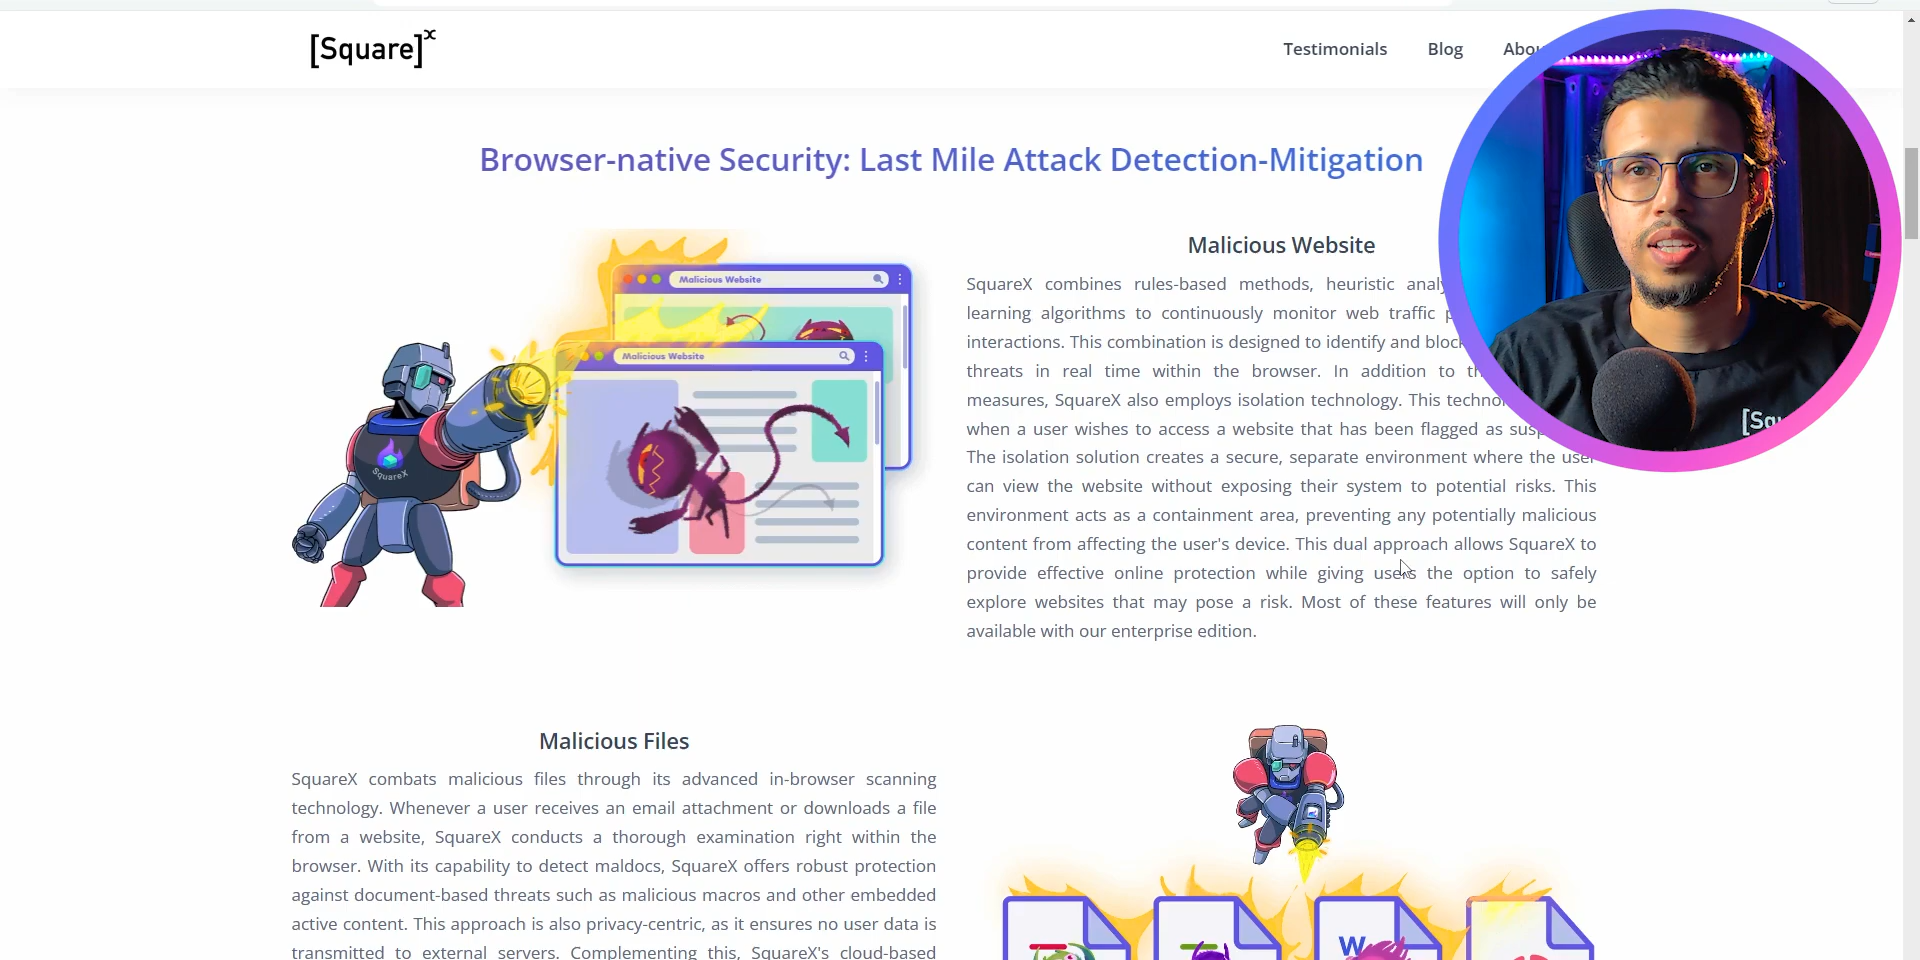 [Square]x
Testimonials Blog
Browser-native Security: Last Mile Attack Detection-Mitigation
Malicious Website
Malicious Website
SquareX
Malicious Website
SquareX combines rules-based methods, heuristic
learning algorithms to continuously monitor web traffic
interactions. This combination is designed to identify and
threats in real time within the browser. In addition to
measures, SquareX also employs isolation technology. This
when a user wishes to access a website that has been flagged as
The isolation solution creates a secure, separate environment where the user
can view the website without exposing their system to potential risks. This
environment acts as a containment area, preventing any potentially malicious
content from affecting the user's device. This dual approach allows SquareX to
provide effective online protection while giving users the option to safely
explore websites that may pose a risk. Most of these features will only be
available with our enterprise edition.
Malicious Files
SquareX combats malicious files through its advanced in-browser scanning
technology. Whenever a user receives an email attachment or downloads a file
from a website, SquareX conducts a thorough examination right within the
browser. With its capability to detect maldocs, SquareX offers robust protection
against document-based threats such as malicious macros and other embedded
active content. This approach is also privacy-centric, as it ensures no user data is
transmitted to external servers. Complementing this, SquareX's cloud-based
W